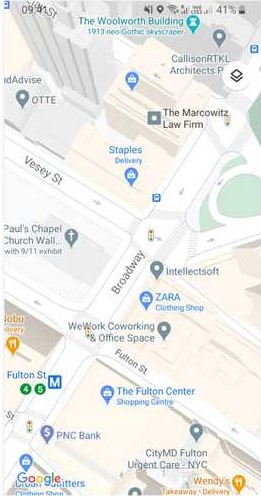 09:41
41%
The Woolworth Building
1913 neo-Gothic skyscraper
CallisonRTKL
Architects P
dAdvise
OTTE
The Marcowitz
Law Firm
Staples
Delivery
Vesey St
Paul's Chapel
Church Wall...
with 9/11 exhibit
Broadway
Intellectsoft
ZARA
Clothing Shop
WeWork Coworking
& Office Space
Nobu
Fulton St
Fulton St
4 5 M
The Fulton Center
Shopping Centre
PNC Bank
CityMD Fulton
Urgent Care - NYC
Google
Urban Outfitters
Clothing Shop
Wendy's
Takeaway • Delivery